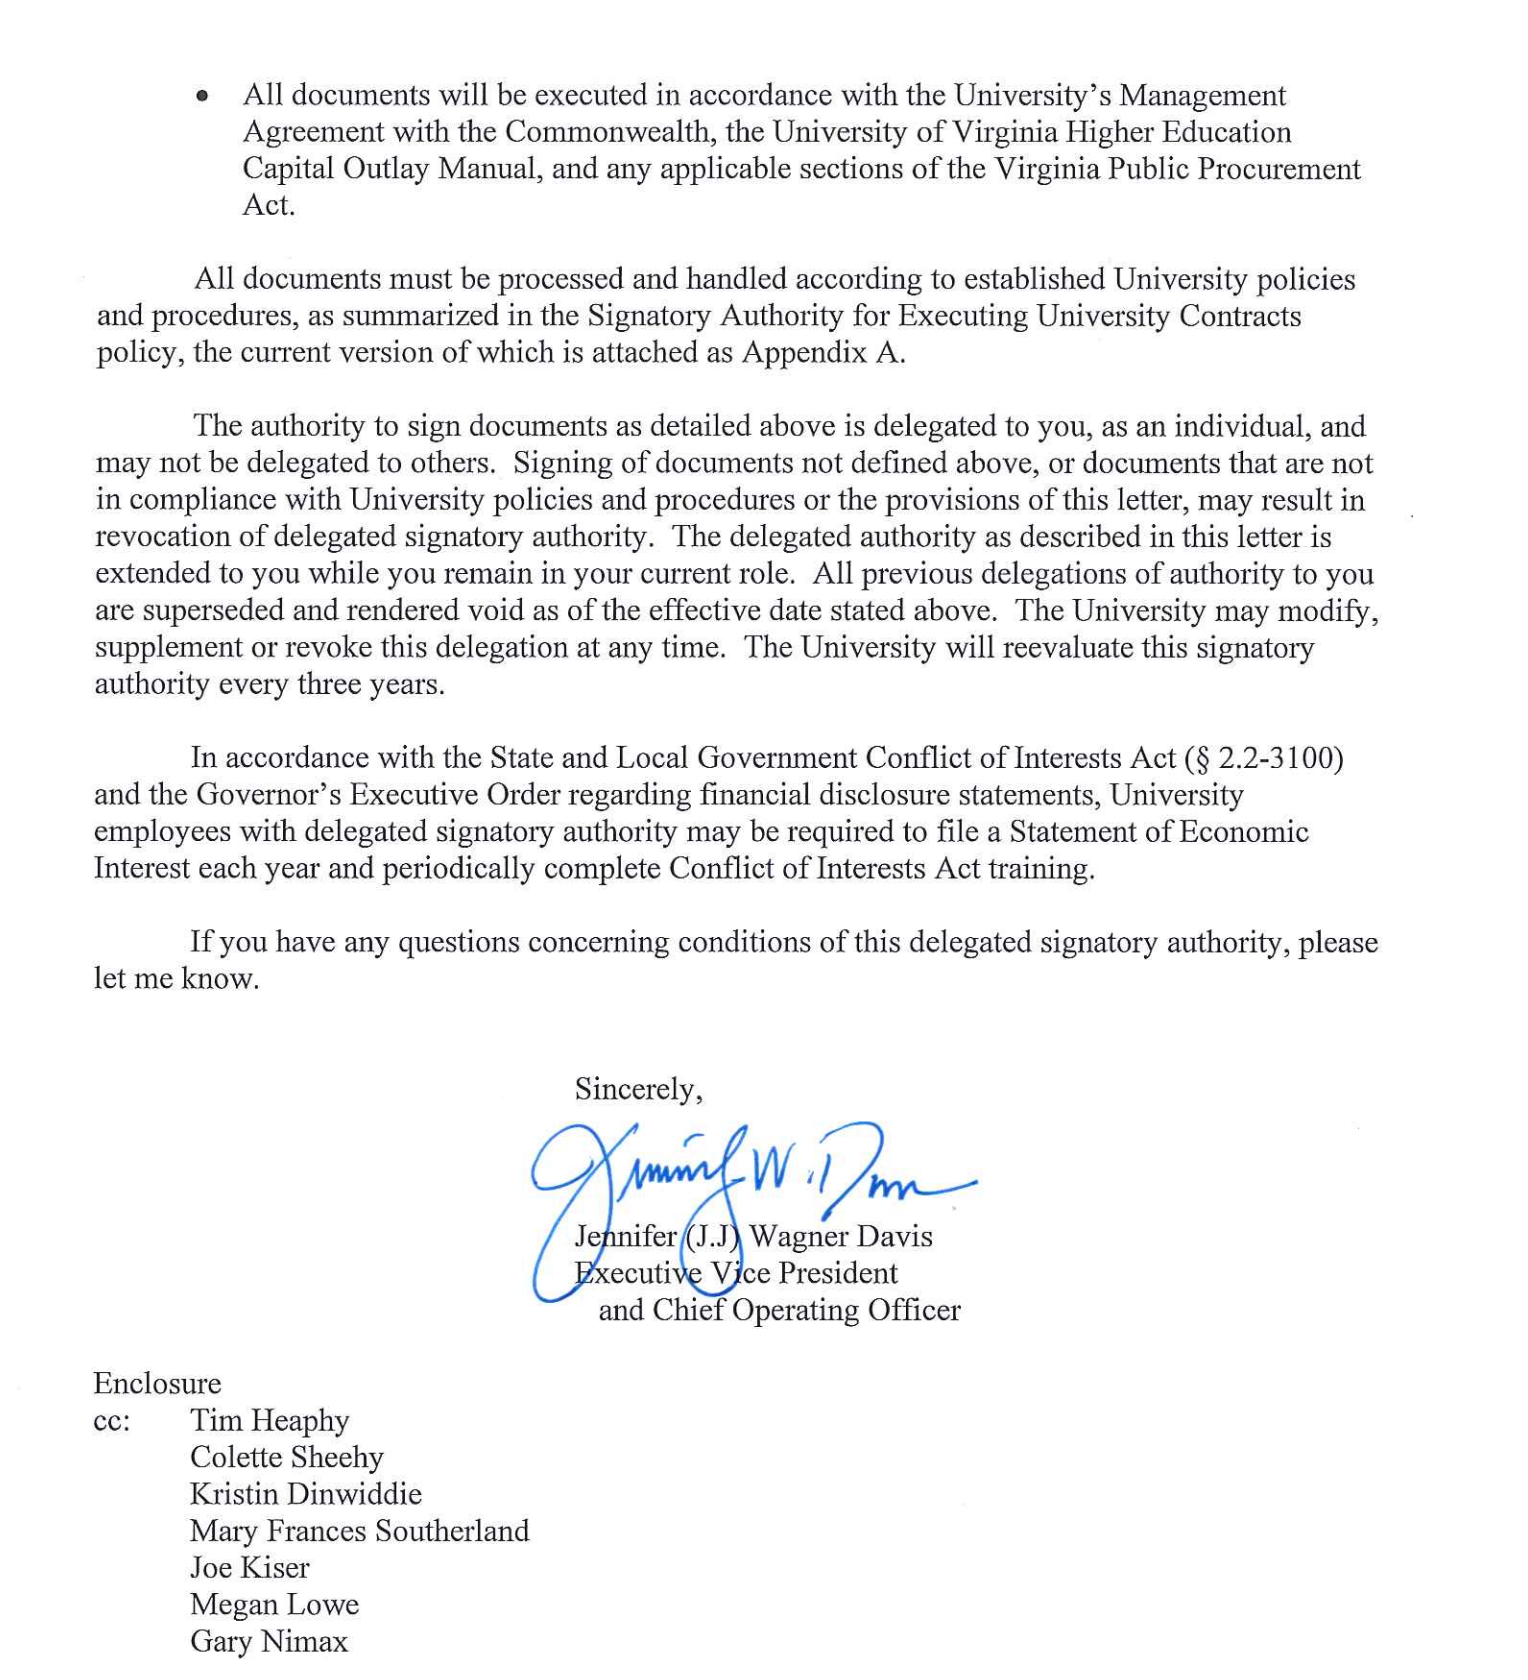 • All documents will be executed in accordance with the University's Management
Agreement with the Commonwealth, the University of Virginia Higher Education
Capital Outlay Manual, and any applicable sections of the Virginia Public Procurement
Act.
All documents must be processed and handled according to established University policies
and procedures, as summarized in the Signatory Authority for Executing University Contracts
policy, the current version of which is attached as Appendix A.
The authority to sign documents as detailed above is delegated to you, as an individual, and
may not be delegated to others.  Signing of documents not defined above, or documents that are not
in compliance with University policies and procedures or the provisions of this letter, may result in
revocation of delegated signatory authority.  The delegated authority as described in this letter is
extended to you while you remain in your current role.  All previous delegations of authority to you
are superseded and rendered void as of the effective date stated above.  The University may modify,
supplement or revoke this delegation at any time.  The University will reevaluate this signatory
authority every three years.
In accordance with the State and Local Government Conflict of Interests Act (§ 2.2-3100)
and the Governor's Executive Order regarding financial disclosure statements, University
employees with delegated signatory authority may be required to file a Statement of Economic
Interest each year and periodically complete Conflict of Interests Act training.
If you have any questions concerning conditions of this delegated signatory authority, please
let me know.
Sincerely,
Jennifer W. Davis
Jennifer (J.J) Wagner Davis
Executive Vice President
and Chief Operating Officer
Enclosure
cc: Tim Heaphy
Colette Sheehy
Kristin Dinwiddie
Mary Frances Southerland
Joe Kiser
Megan Lowe
Gary Nimax